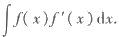 ∫ f( x ) f ′ ( x ) dx.